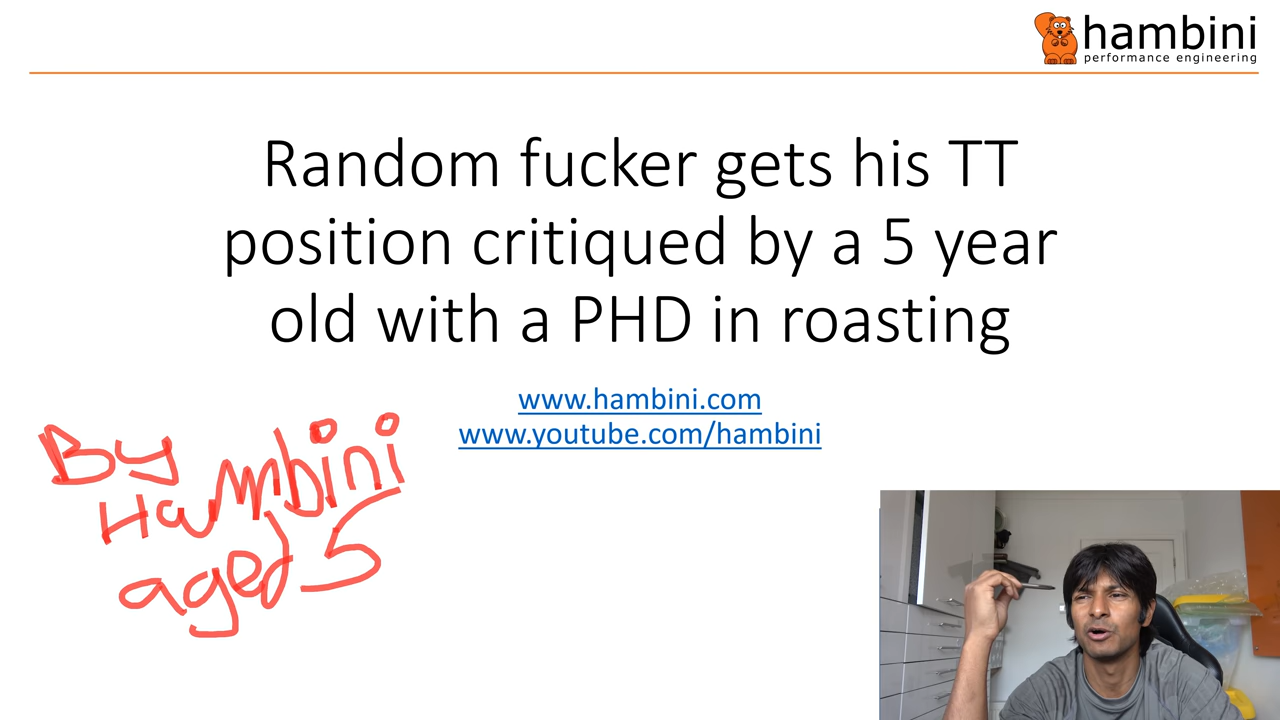 hambini
performance engineering
Random fucker gets his TT
position critiqued by a 5 year
old with a PHD in roasting
www.hambini.com
www.youtube.com/hambini
By
Hambini
aged 5